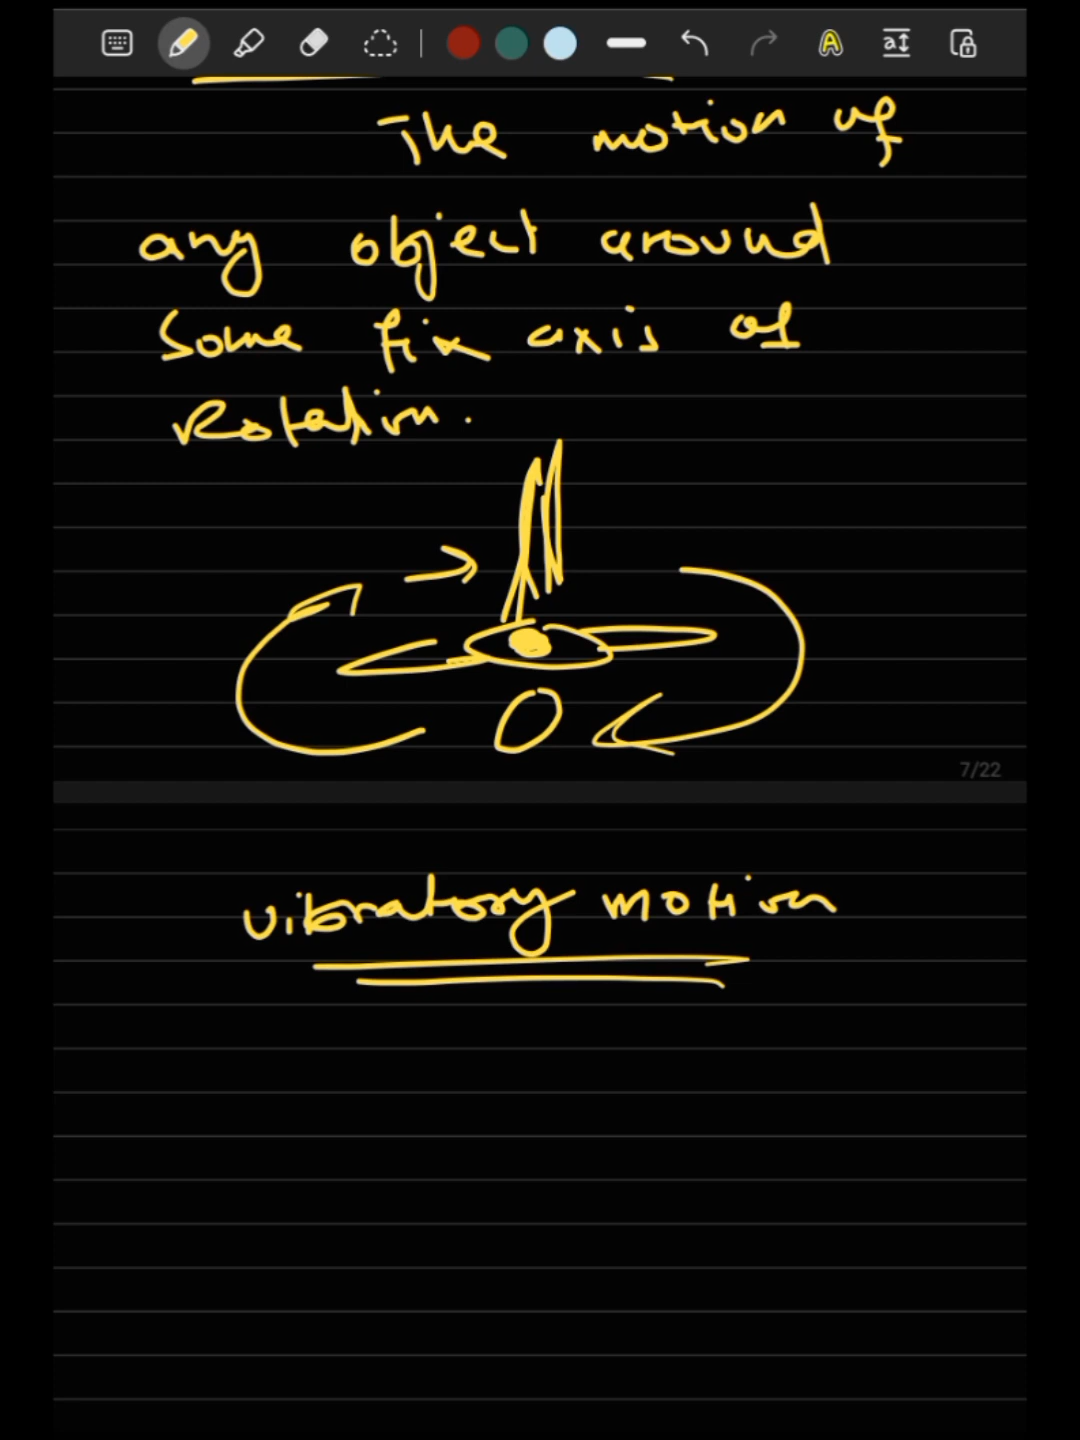 The motion of
any object around
Some fix axis of
Rotation.
7/22
vibratory motion